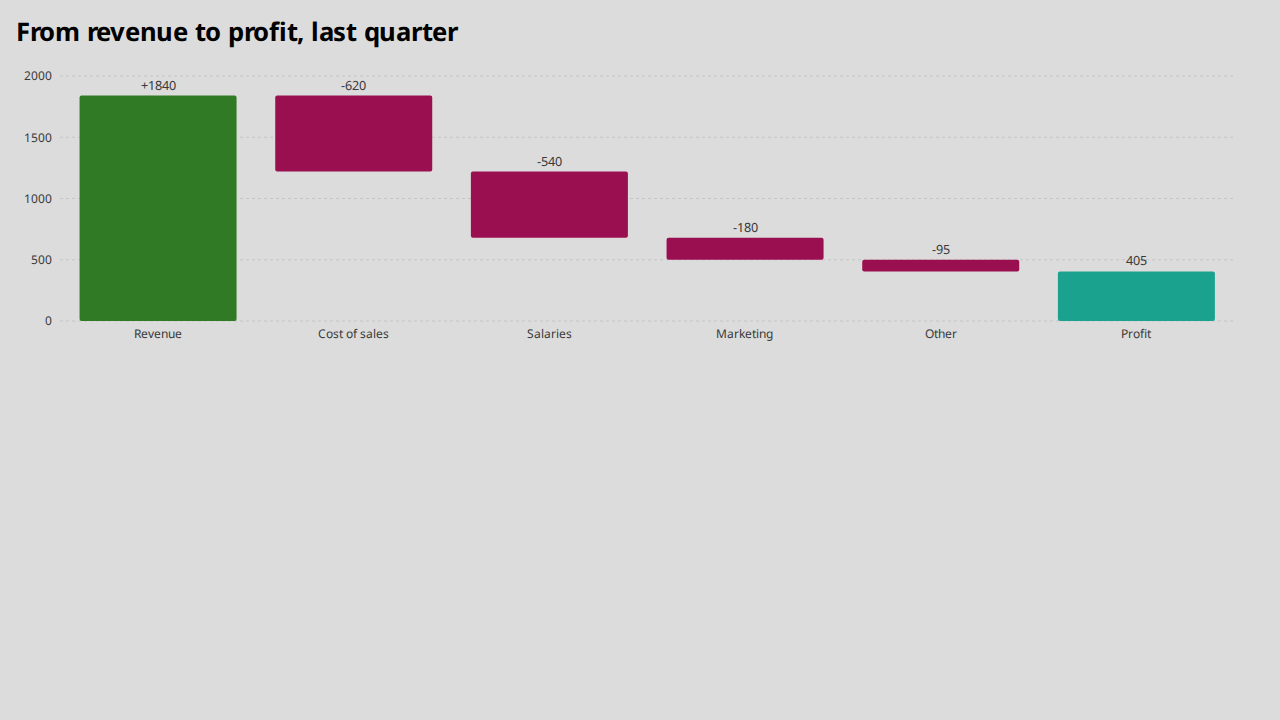 From revenue to profit, last quarter
2000
1500
1000
500
0
+1840
-620
-540
-180
-95
405
Revenue
Cost of sales
Salaries
Marketing
Other
Profit